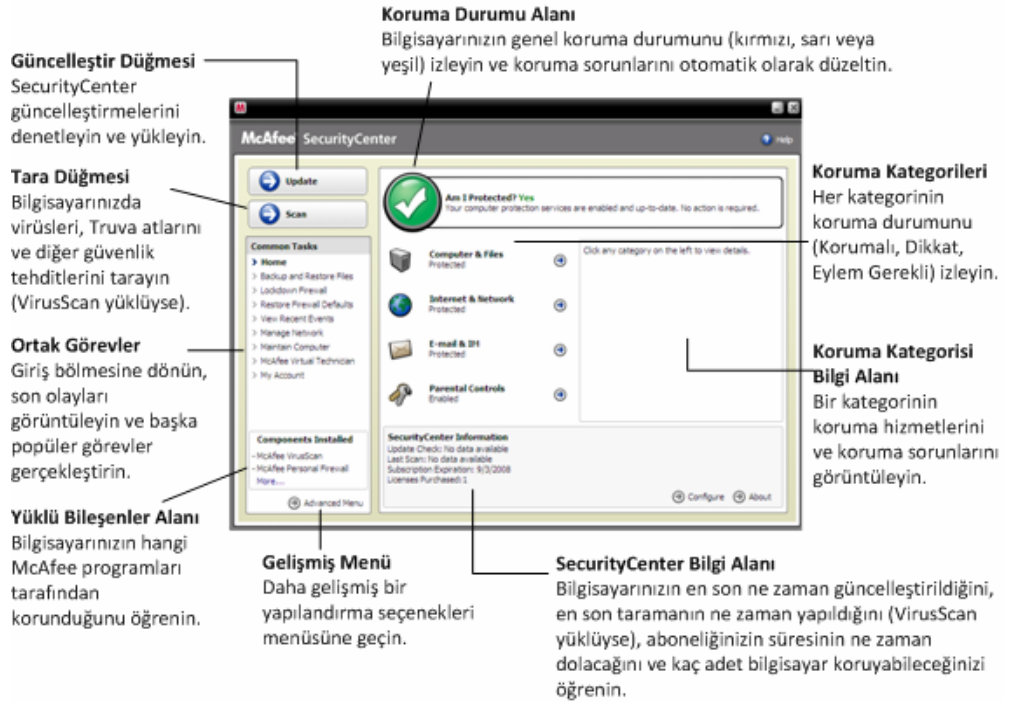 Koruma Durumu Alanı
Bilgisayarınızın genel koruma durumunu (kırmızı, sarı veya
yeşil) izleyin ve koruma sorunlarını otomatik olarak düzeltin.
Güncelleştir Düğmesi
SecurityCenter
güncelleştirmelerini
denetleyin ve yükleyin.
Tara Düğmesi
Bilgisayarınızda
virüsleri, Truva atlarını
ve diğer güvenlik
tehditlerini tarayın
(VirusScan yüklüyse).
Ortak Görevler
Giriş bölmesine dönün,
son olayları
görüntüleyin ve başka
popüler görevler
gerçekleştirin.
Yüklü Bileşenler Alanı
Bilgisayarınızın hangi
McAfee programları
tarafından
korunduğunu öğrenin.
McAfee SecurityCenter
Help
Update
Scan
Common Tasks
> Home
> Backup and Restore Files
> Lockdown Firewall
> Restore Firewall Defaults
> View Recent Events
> Manage Network
> Maintain Computer
> McAfee Virtual Technician
> My Account
Components Installed
- McAfee VirusScan
- McAfee Personal Firewall
More...
Advanced Menu
Am I Protected? Yes
Your computer protection services are enabled and up-to-date. No action is required.
Computer & Files
Protected
Internet & Network
Protected
E-mail & IM
Protected
Parental Controls
Enabled
Click any category on the left to view details.
SecurityCenter Information
Update Check: No data available
Last Scan: No data available
Subscription Expiration: 9/3/2008
Licenses Purchased: 1
Configure
About
Koruma Kategorileri
Her kategorinin
koruma durumunu
(Korumalı, Dikkat,
Eylem Gerekli) izleyin.
Koruma Kategorisi
Bilgi Alanı
Bir kategorinin
koruma hizmetlerini
ve koruma sorunlarını
görüntüleyin.
Gelişmiş Menü
Daha gelişmiş bir
yapılandırma seçenekleri
menüsüne geçin.
SecurityCenter Bilgi Alanı
Bilgisayarınızın en son ne zaman güncelleştirildiğini,
en son taramanın ne zaman yapıldığını (VirusScan
yüklüyse), aboneliğinizin süresinin ne zaman
dolacağını ve kaç adet bilgisayar koruyabileceğinizi
öğrenin.